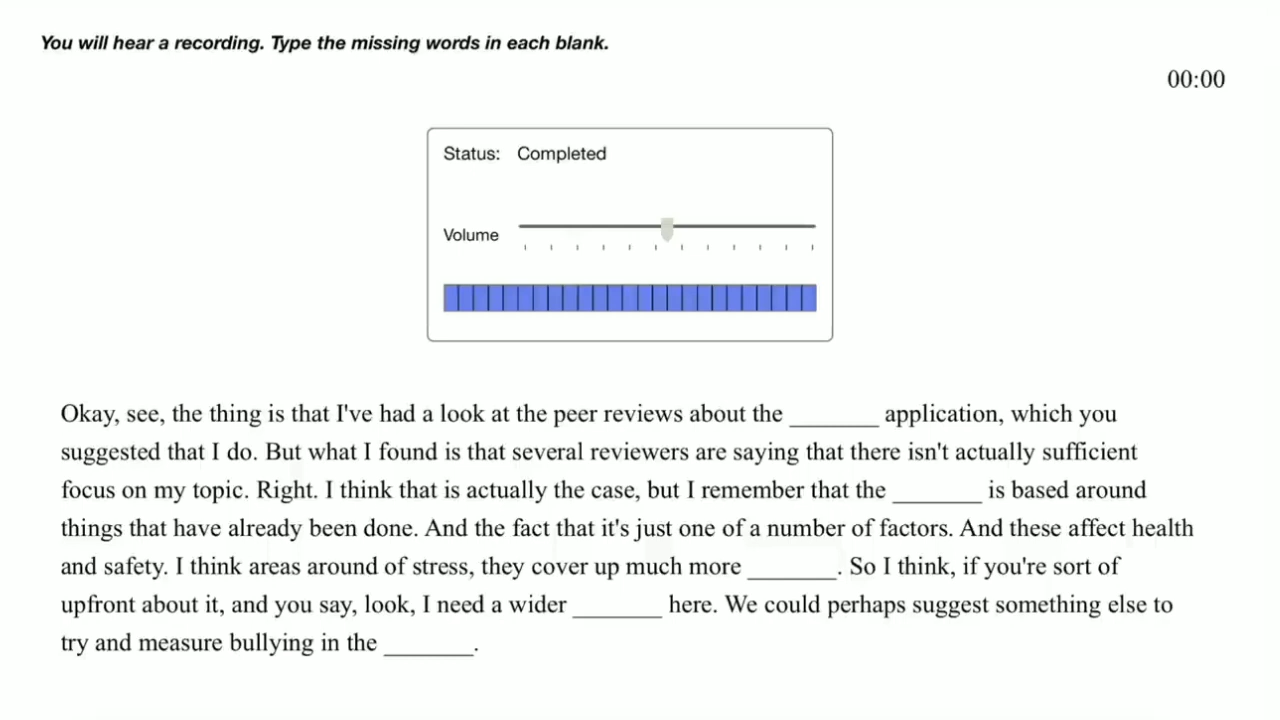 You will hear a recording. Type the missing words in each blank.
00:00
Status: Completed
Volume
Okay, see, the thing is that I've had a look at the peer reviews about the ________ application, which you
suggested that I do. But what I found is that several reviewers are saying that there isn't actually sufficient
focus on my topic. Right. I think that is actually the case, but I remember that the ________ is based around
things that have already been done. And the fact that it's just one of a number of factors. And these affect health
and safety. I think areas around of stress, they cover up much more ________. So I think, if you're sort of
upfront about it, and you say, look, I need a wider ________ here. We could perhaps suggest something else to
try and measure bullying in the ________.